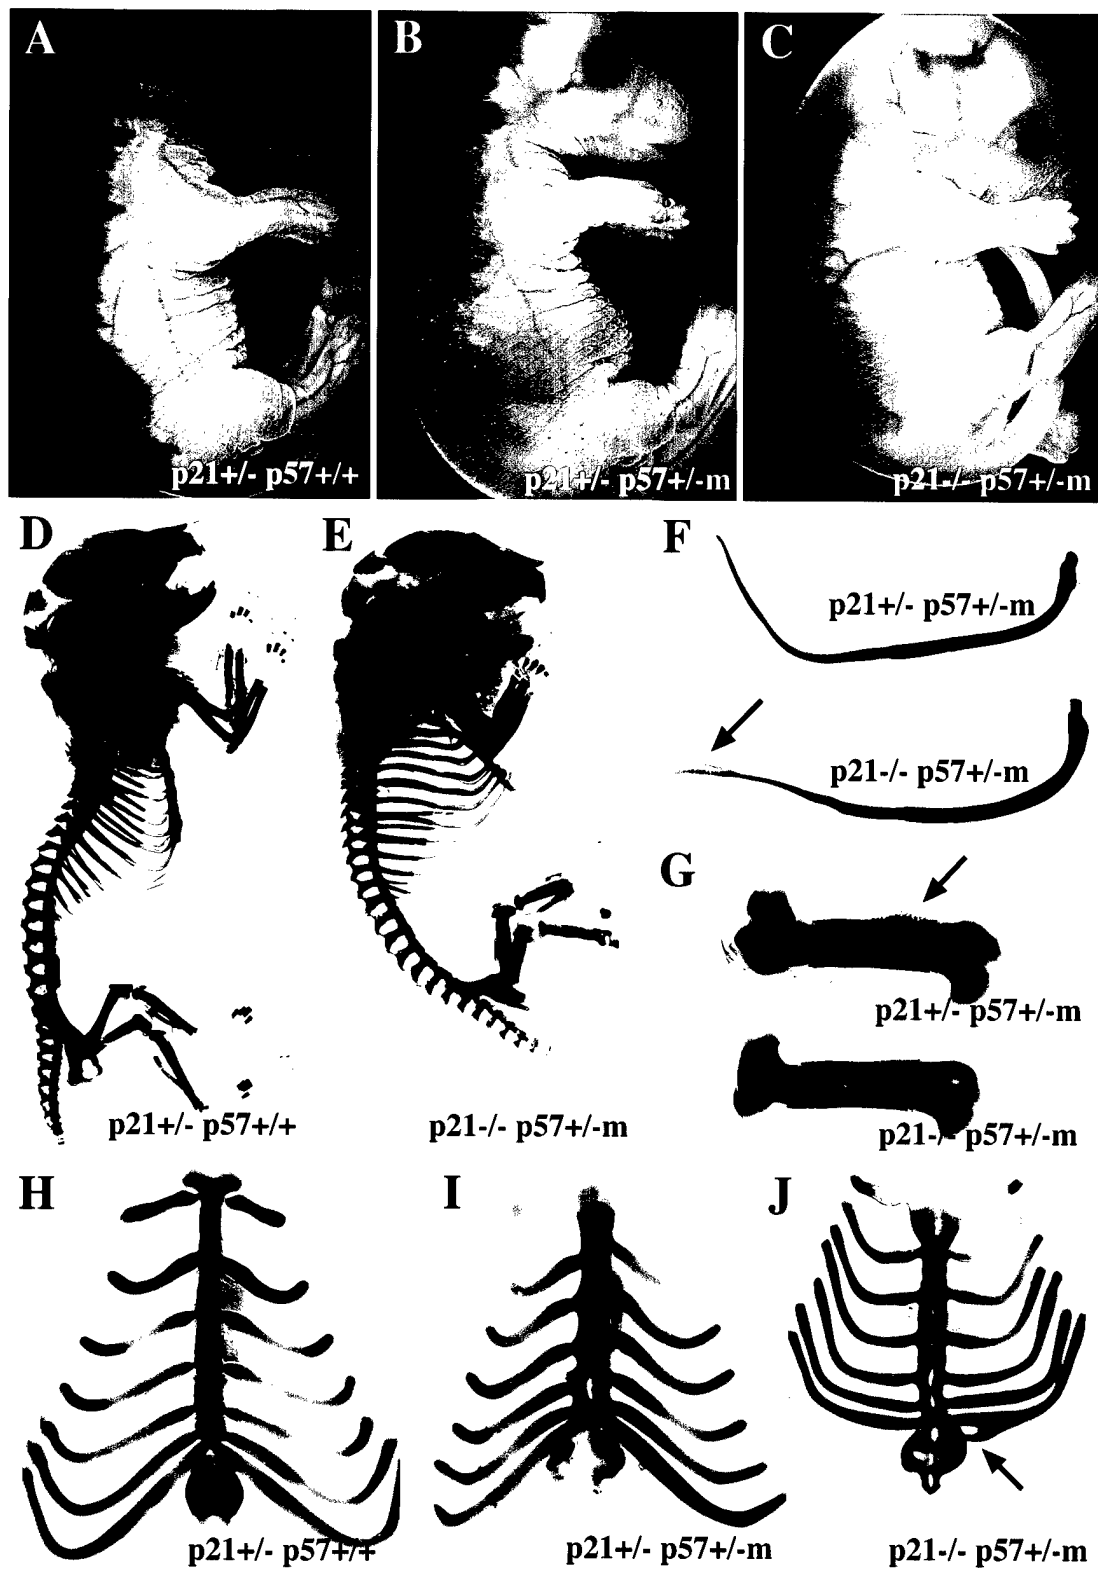 A
B
C
p21+/- p57+/+
p21+/- p57+/-m
p21-/- p57+/-m
D
E
F
p21+/- p57+/-m
p21-/- p57+/-m
G
p21+/- p57+/-m
p21-/- p57+/-m
p21+/- p57+/+
p21-/- p57+/-m
H
I
J
p21+/- p57+/+
p21+/- p57+/-m
p21-/- p57+/-m